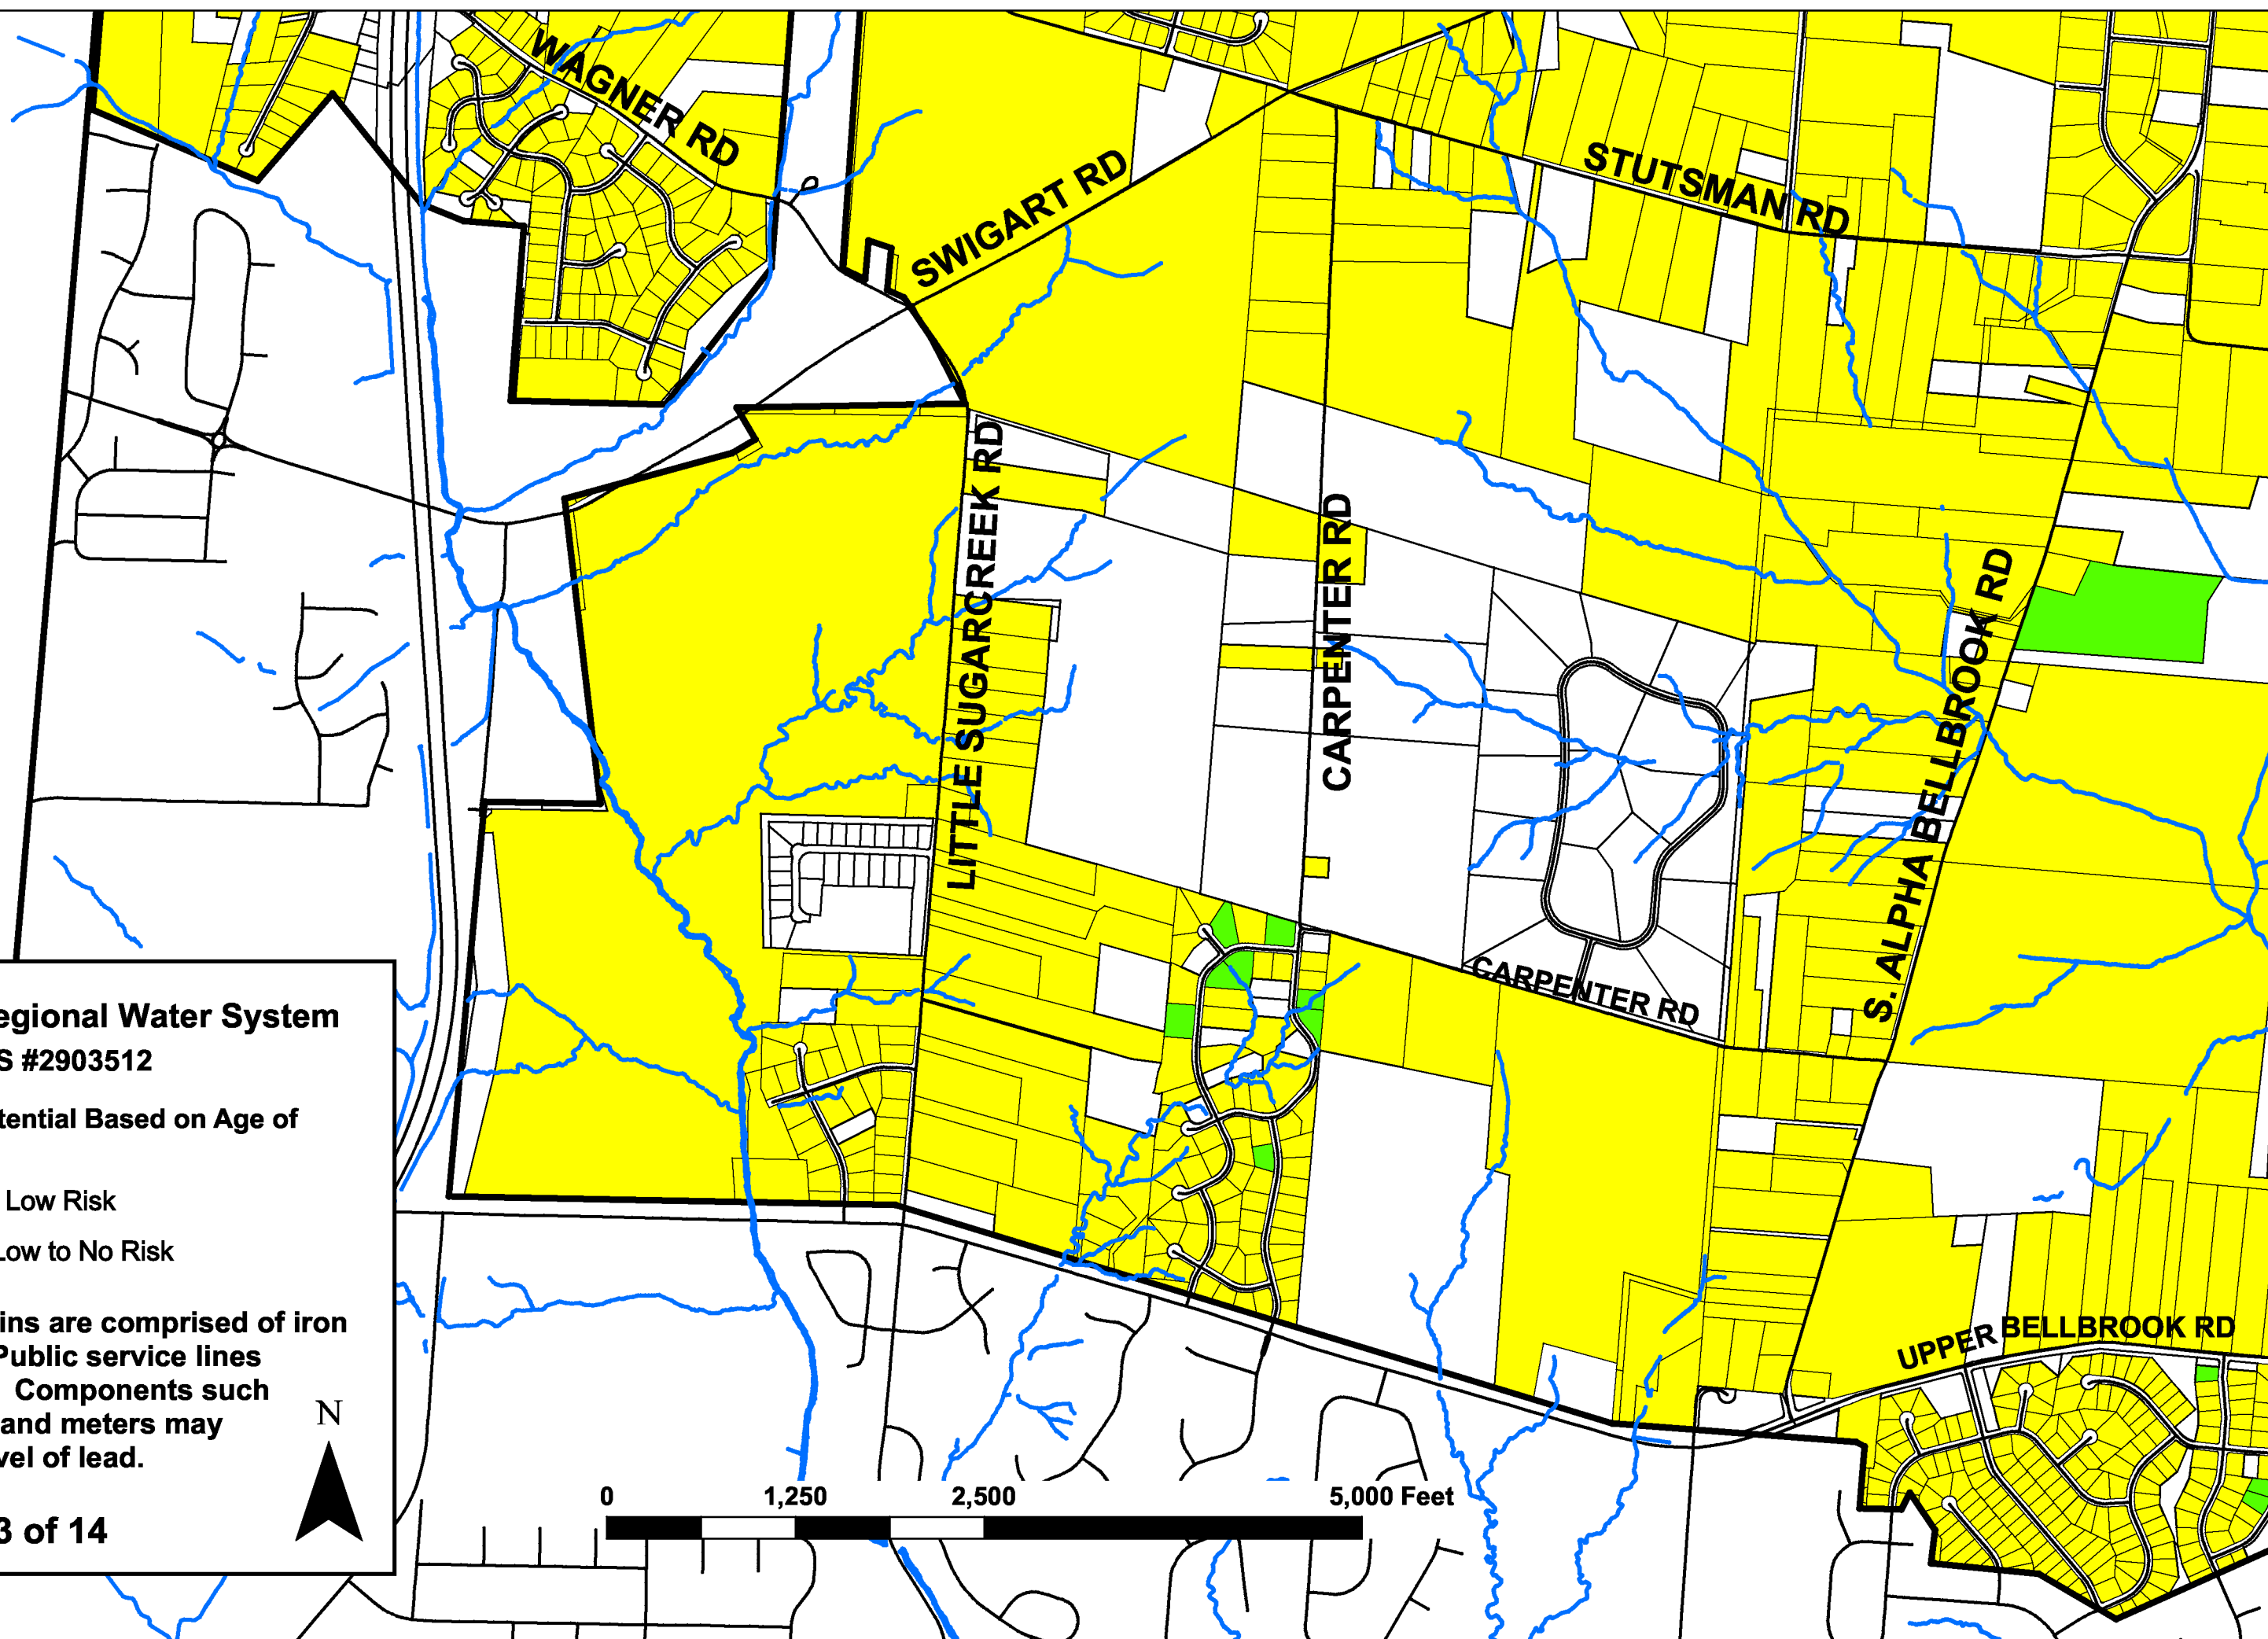 WAGNER RD
SWIGART RD
STUTSMAN RD
LITTLE SUGARCREEK RD
CARPENTER RD
S. ALPHA BELLBROOK RD
CARPENTER RD
UPPER BELLBROOK RD
egional Water System
S #2903512
tential Based on Age of
Low Risk
Low to No Risk
ins are comprised of iron
Public service lines
Components such
and meters may
vel of lead.
N
3 of 14
0 1,250 2,500 5,000 Feet